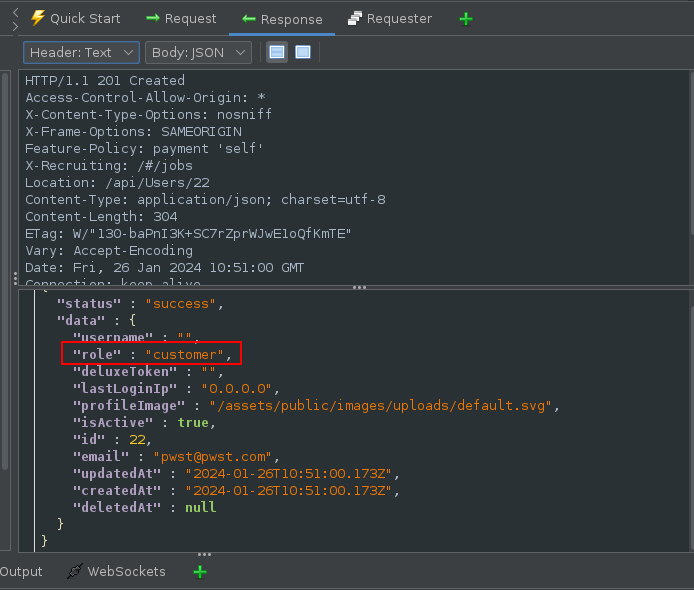 Quick Start Request Response Requester
Header: Text Body: JSON
HTTP/1.1 201 Created
Access-Control-Allow-Origin: *
X-Content-Type-Options: nosniff
X-Frame-Options: SAMEORIGIN
Feature-Policy: payment 'self'
X-Recruiting: /#/jobs
Location: /api/Users/22
Content-Type: application/json; charset=utf-8
Content-Length: 304
ETag: W/"130-baPnI3K+SC7rZprWJwE1oQfKmTE"
Vary: Accept-Encoding
Date: Fri, 26 Jan 2024 10:51:00 GMT
Connection: keep-alive
{
"status" : "success",
"data" : {
"username" : "",
"role" : "customer",
"deluxeToken" : "",
"lastLoginIp" : "0.0.0.0",
"profileImage" : "/assets/public/images/uploads/default.svg",
"isActive" : true,
"id" : 22,
"email" : "pwst@pwst.com",
"updatedAt" : "2024-01-26T10:51:00.173Z",
"createdAt" : "2024-01-26T10:51:00.173Z",
"deletedAt" : null
}
}
Output WebSockets